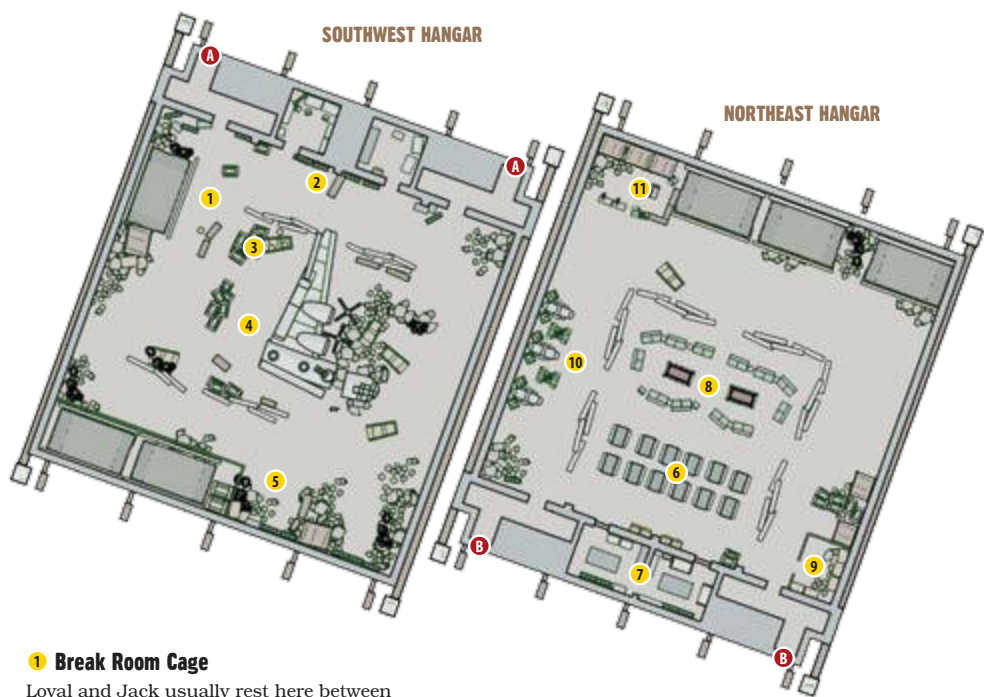 SOUTHWEST HANGAR
NORTHEAST HANGAR
A
A
11
1
2
3
4
10
8
5
6
B
7
9
B
1 Break Room Cage
Loyal and Jack usually rest here between